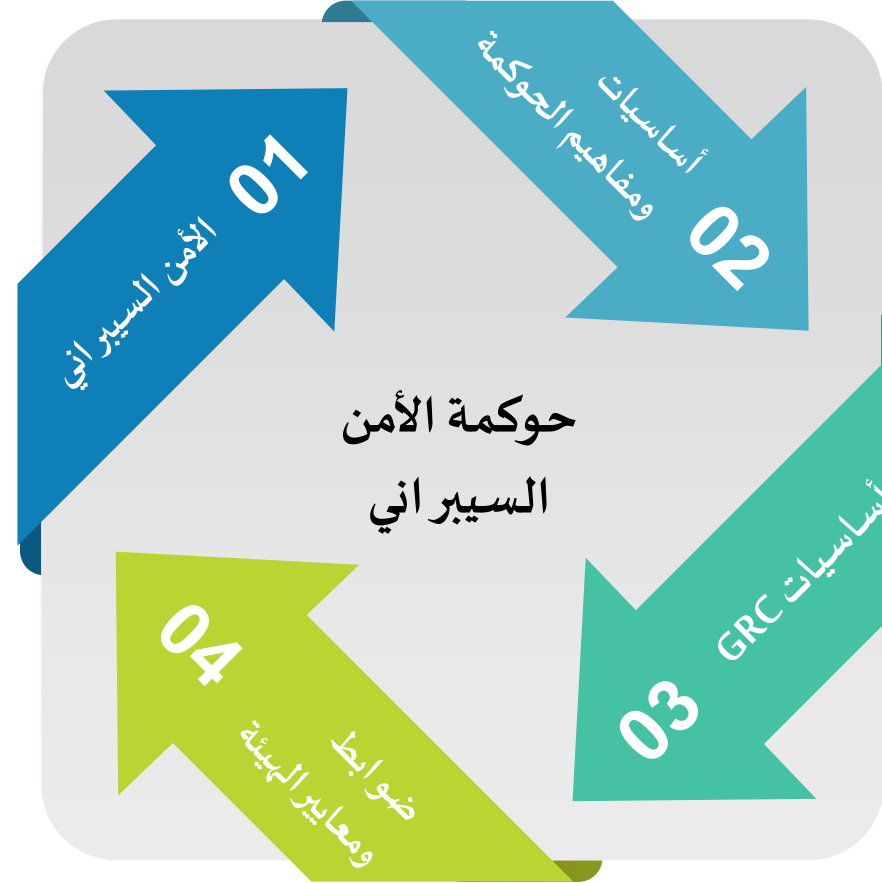 01
الأمن السيبراني
02
أساسيات
ومفاهيم الحوكمة
حوكمة الأمن
السيبراني
03
أساسيات GRC
04
ضوابط
ومعايير الهيئة